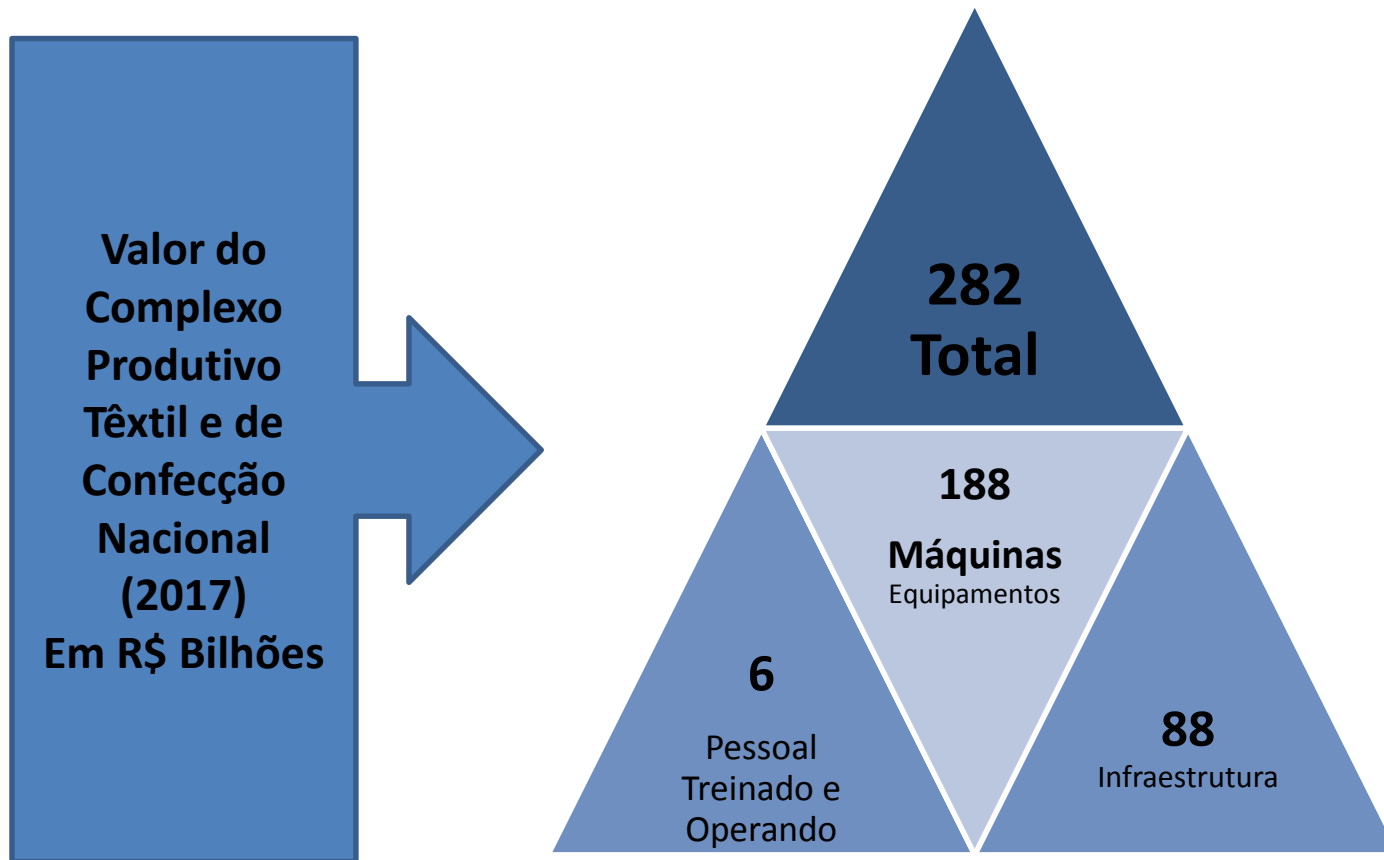 Valor do
Complexo
Produtivo
Têxtil e de
Confecção
Nacional
(2017)
Em R$ Bilhões
282
Total
188
Máquinas
Equipamentos
6
Pessoal
Treinado e
Operando
88
Infraestrutura